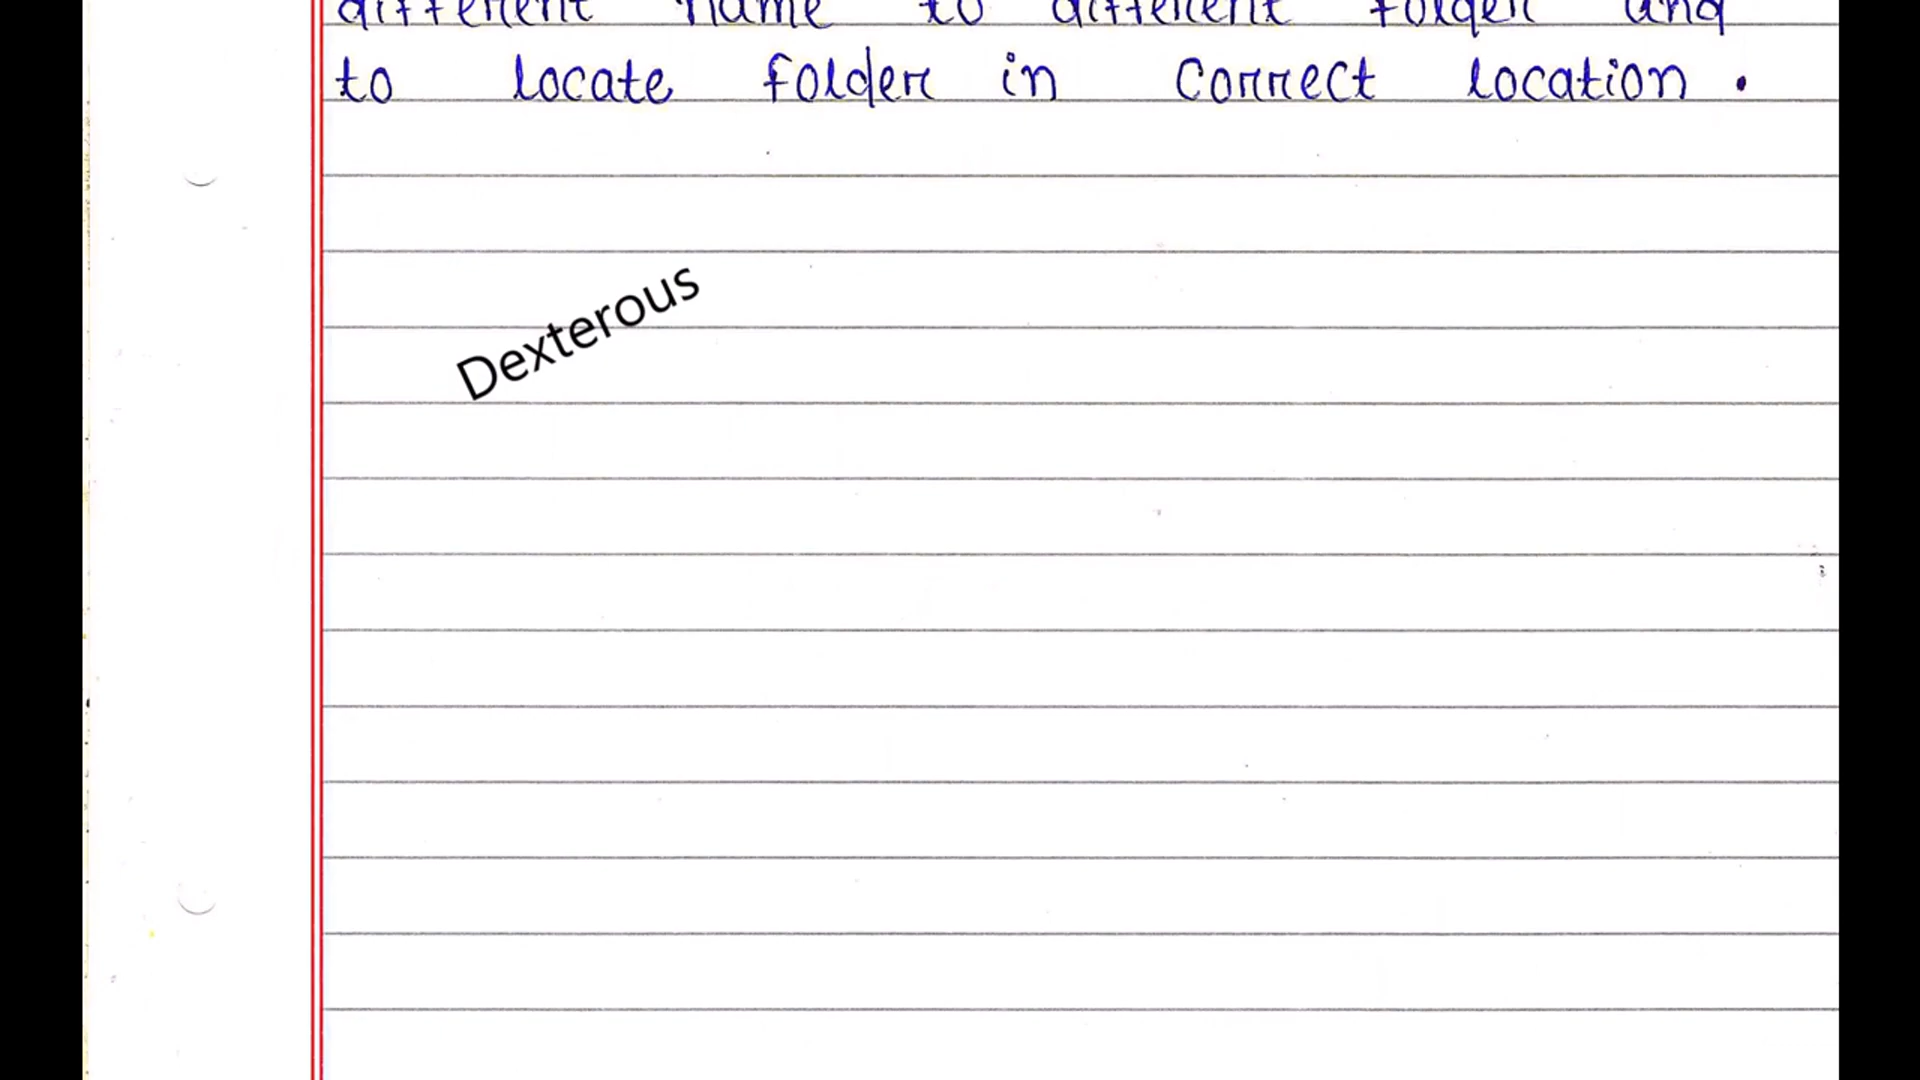 different name to different folder and
to locate folder in correct location .
Dexterous